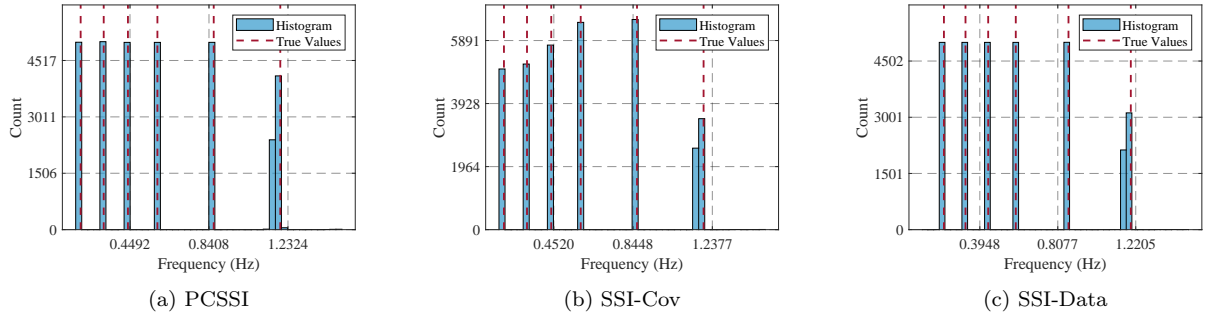 Histogram
True Values
4517
3011
1506
0
Count
0.4492
0.8408
1.2324
Frequency (Hz)
(a) PCSSI
Histogram
True Values
5891
3928
1964
0
Count
0.4520
0.8448
1.2377
Frequency (Hz)
(b) SSI-Cov
Histogram
True Values
4502
3001
1501
0
Count
0.3948
0.8077
1.2205
Frequency (Hz)
(c) SSI-Data